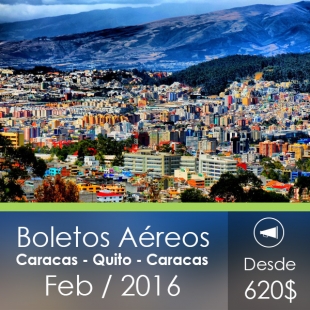 Boletos Aéreos
Caracas - Quito - Caracas
Feb / 2016
Desde
620$